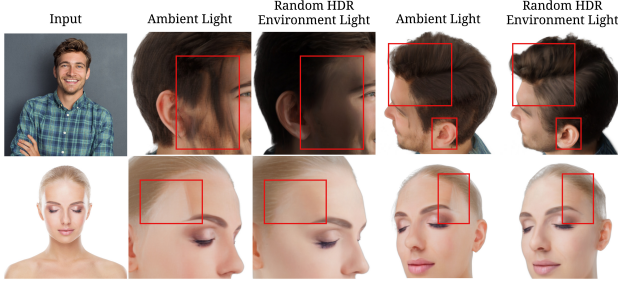 Input
Ambient Light
Random HDR
Environment Light
Ambient Light
Random HDR
Environment Light